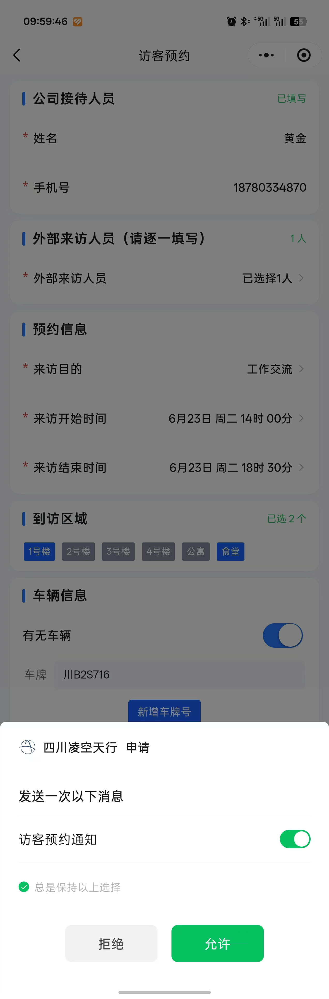 09:59:46 5G 5G 53
访客预约
公司接待人员 已填写
* 姓名 黄金
* 手机号 18780334870
外部来访人员（请逐一填写） 1 人
* 外部来访人员 已选择1人
预约信息
* 来访目的 工作交流
* 来访开始时间 6月23日 周二 14时 00分
* 来访结束时间 6月23日 周二 18时 30分
到访区域 已选 2 个
1号楼 2号楼 3号楼 4号楼 公寓 食堂
车辆信息
有无车辆
车牌 川B2S716
新增车牌号
四川凌空天行 申请
发送一次以下消息
访客预约通知
总是保持以上选择
拒绝 允许